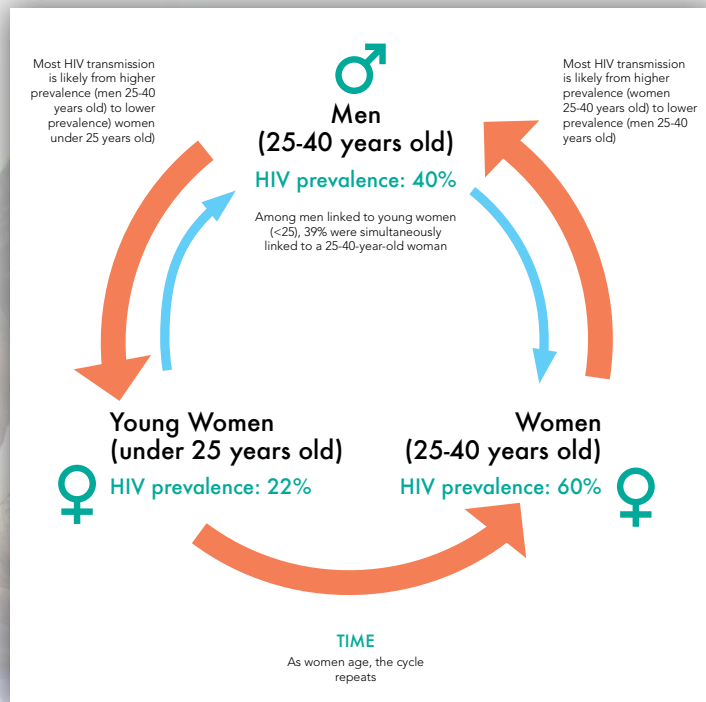 Most HIV transmission
is likely from higher
prevalence (men 25-40
years old) to lower
prevalence) women
under 25 years old)
Men
(25-40 years old)
HIV prevalence: 40%
Among men linked to young women
(<25), 39% were simultaneously
linked to a 25-40-year-old woman
Most HIV transmission
is likely from higher
prevalence (women
25-40 years old) to lower
prevalence (men 25-40
years old)
Young Women
(under 25 years old)
HIV prevalence: 22%
Women
(25-40 years old)
HIV prevalence: 60%
TIME
As women age, the cycle
repeats